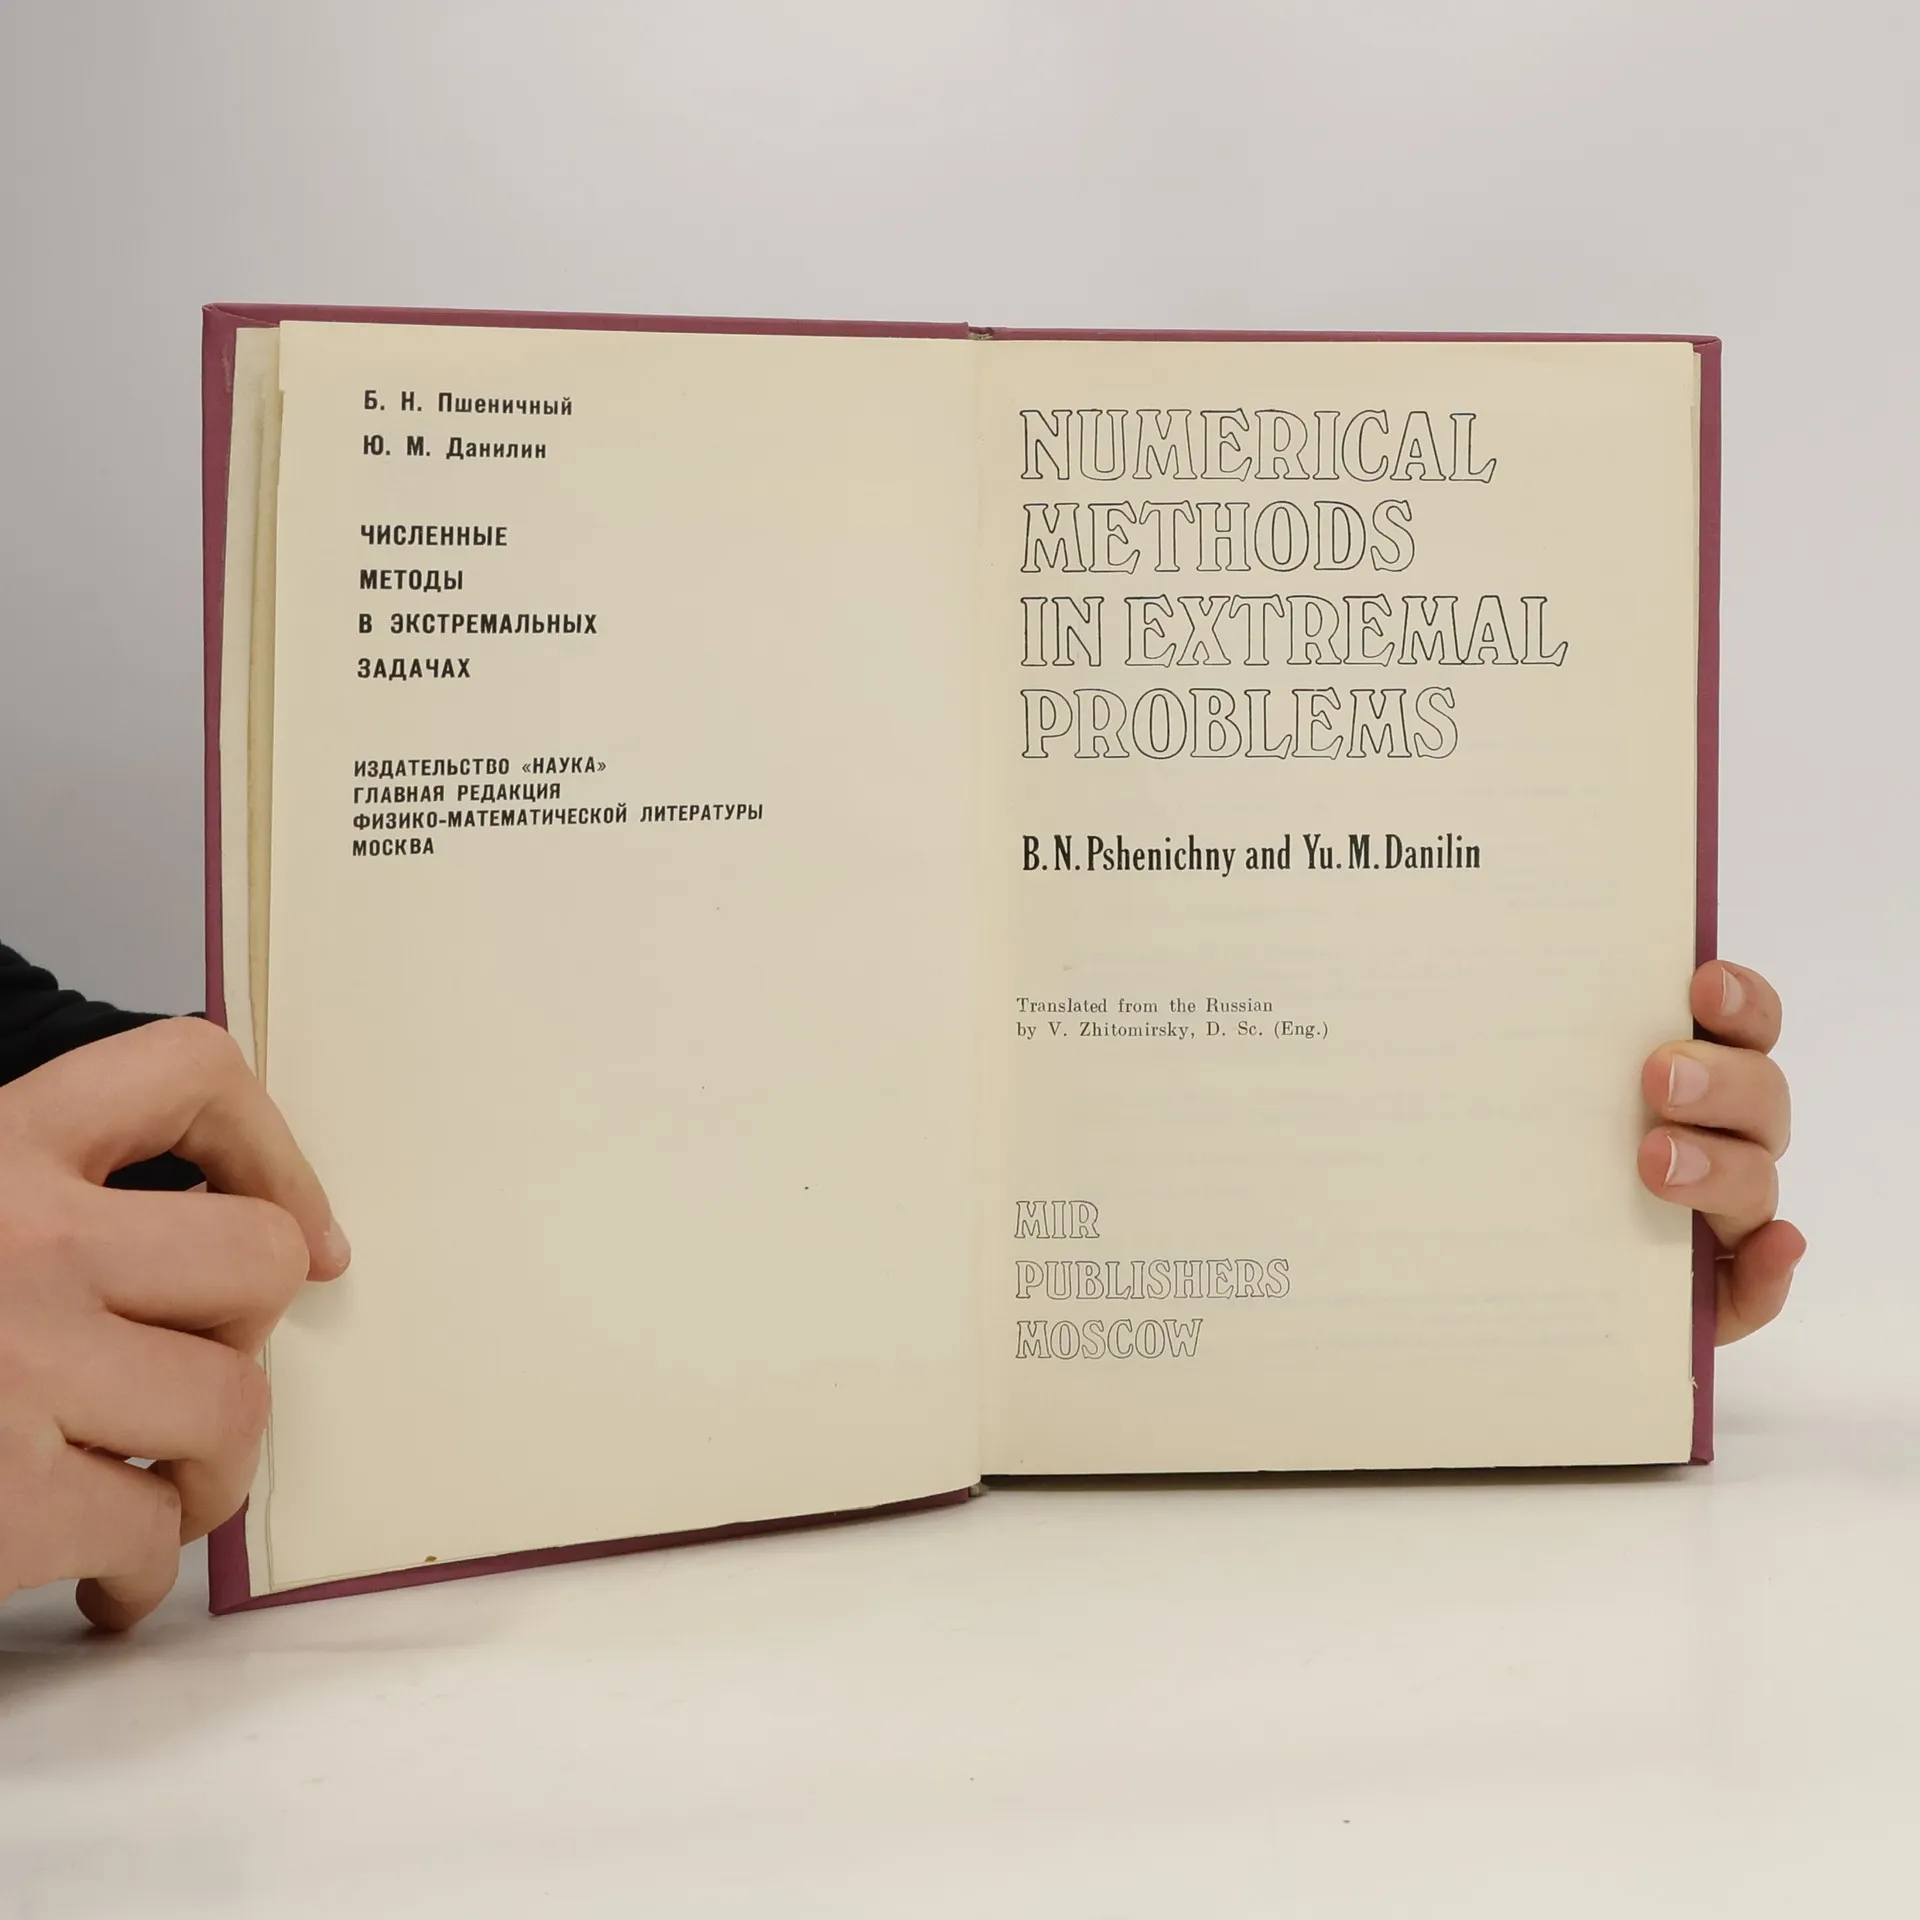 Б. Н. Пшеничный
Ю. М. Данилин
ЧИСЛЕННЫЕ
МЕТОДЫ
В ЭКСТРЕМАЛЬНЫХ
ЗАДАЧАХ
ИЗДАТЕЛЬСТВО «НАУКА»
ГЛАВНАЯ РЕДАКЦИЯ
ФИЗИКО-МАТЕМАТИЧЕСКОЙ ЛИТЕРАТУРЫ
МОСКВА
NUMERICAL
METHODS
IN EXTREMAL
PROBLEMS
B. N. Pshenichny and Yu. M. Danilin
Translated from the Russian
by V. Zhitomirsky, D. Sc. (Eng.)
MIR
PUBLISHERS
MOSCOW